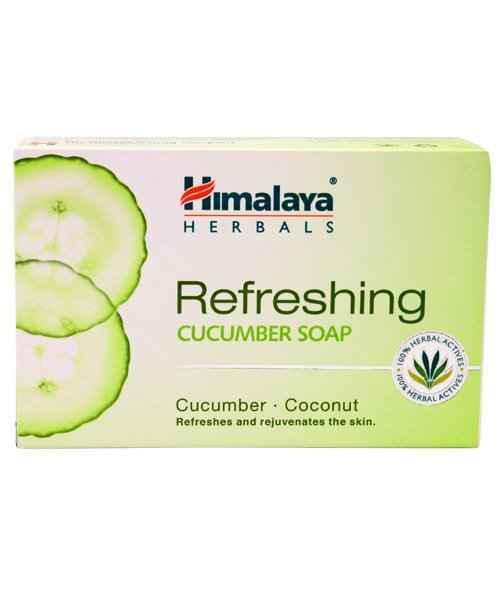 Himalaya®
HERBALS
Refreshing
CUCUMBER SOAP
100% HERBAL ACTIVES
100% HERBAL ACTIVES
Cucumber · Coconut
Refreshes and rejuvenates the skin.